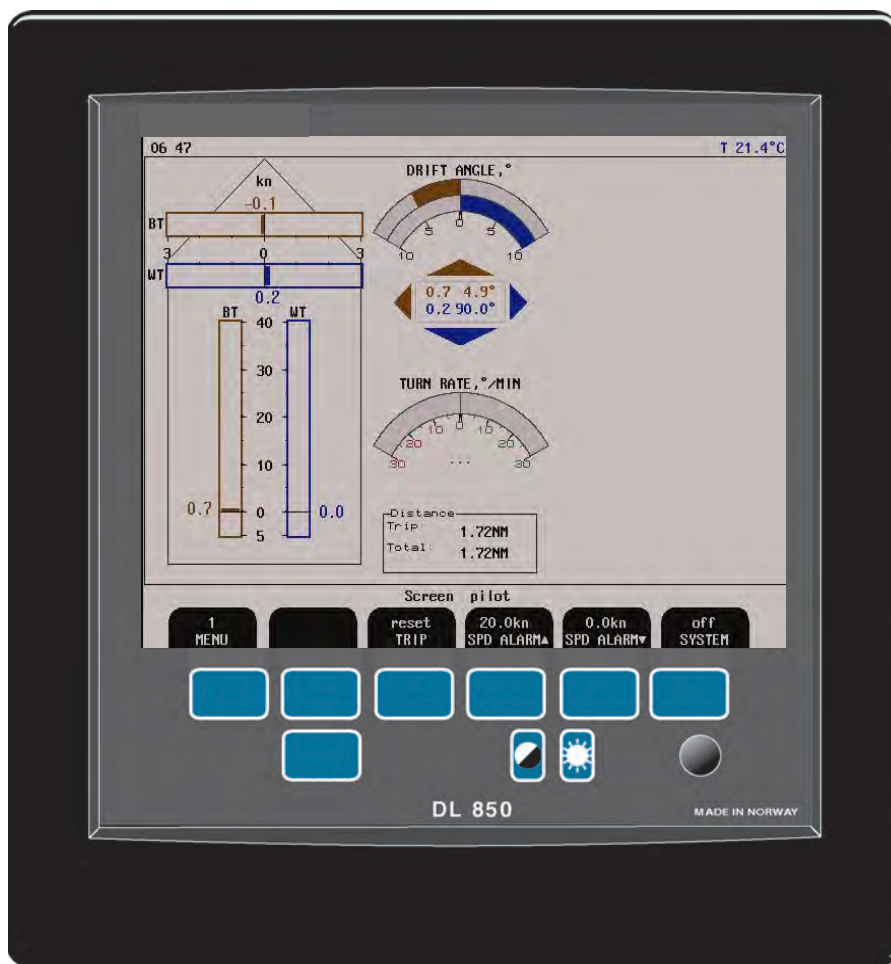 06 47
T 21.4°C
kn
-0.1
BT
3 0 3
WT
0.2
BT WT
40
30
20
10
0.7 0 0.0
5
DRIFT ANGLE,°
10 5 0 5 10
0.7 4.9°
0.2 90.0°
TURN RATE,°/MIN
30 20 10 0 10 20 30
...
Distance
Trip: 1.72NM
Total: 1.72NM
Screen pilot
1
MENU
reset
TRIP
20.0kn
SPD ALARM▲
0.0kn
SPD ALARM▼
off
SYSTEM
DL 850
MADE IN NORWAY